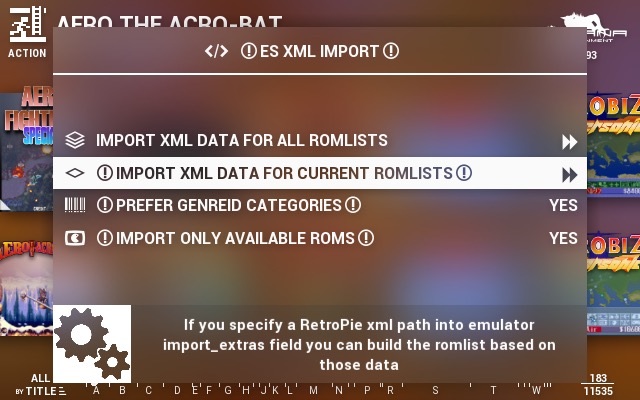 AERO THE ACRO-BAT
ACTION
</> ! ES XML IMPORT !
93
IMPORT XML DATA FOR ALL ROMLISTS
! IMPORT XML DATA FOR CURRENT ROMLISTS !
! PREFER GENREID CATEGORIES ! YES
! IMPORT ONLY AVAILABLE ROMS ! YES
If you specify a RetroPie xml path into emulator
import_extras field you can build the romlist based on
those data
ALL
BY TITLE
A B C D E F G H J K L M N P R S T W
183
11535